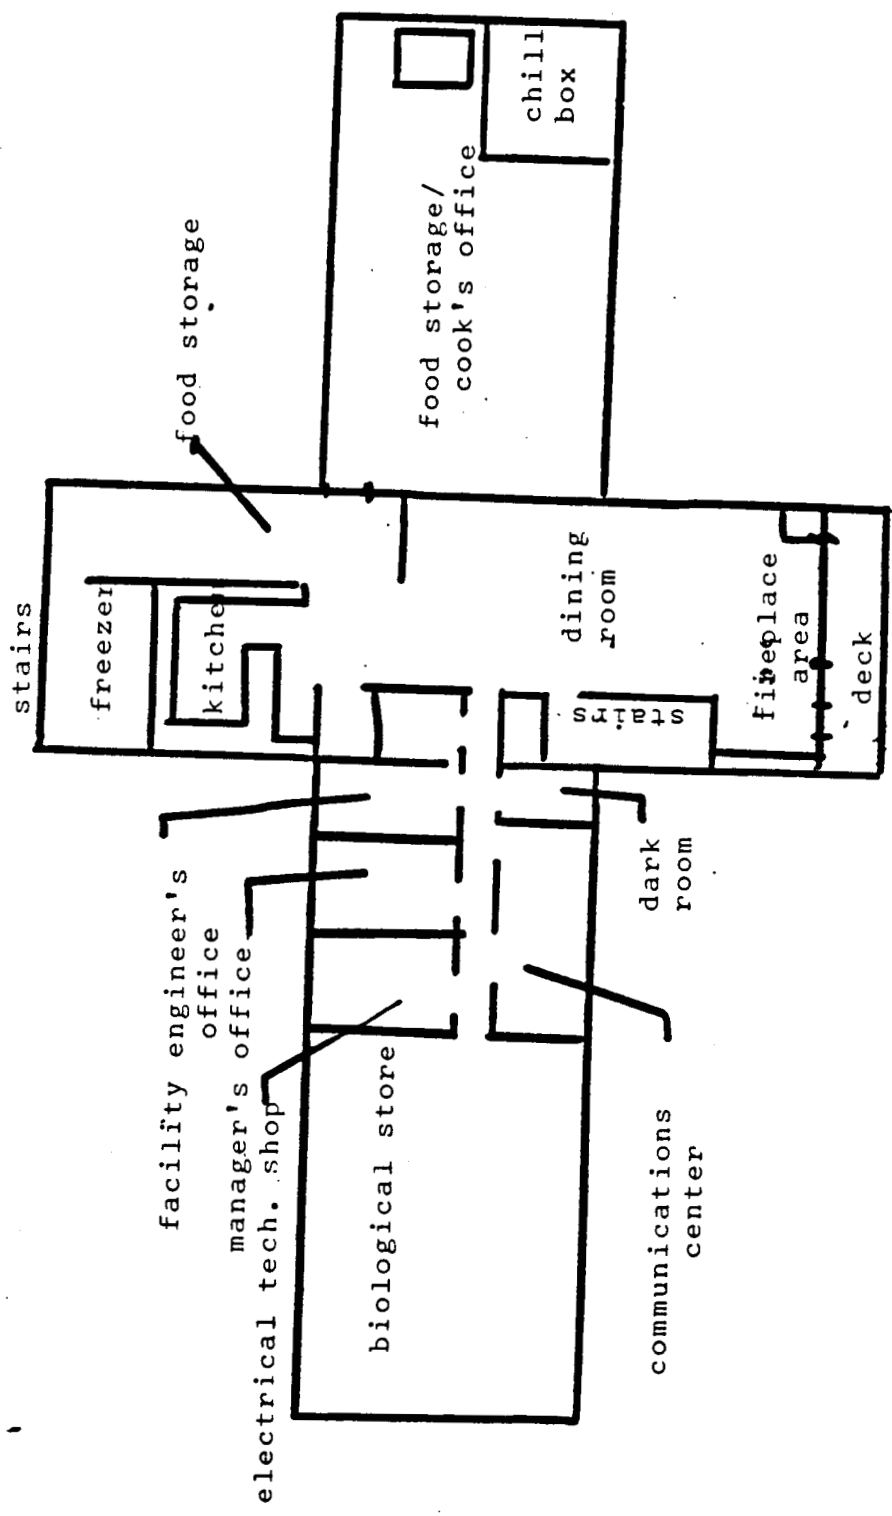 stairs
freezer
facility engineer's
office
food storage
kitchen
manager's office
electrical tech. shop
biological store
food storage/
cook's office
chill
box
dining
room
stairs
dark
room
communications
center
fireplace
area
deck